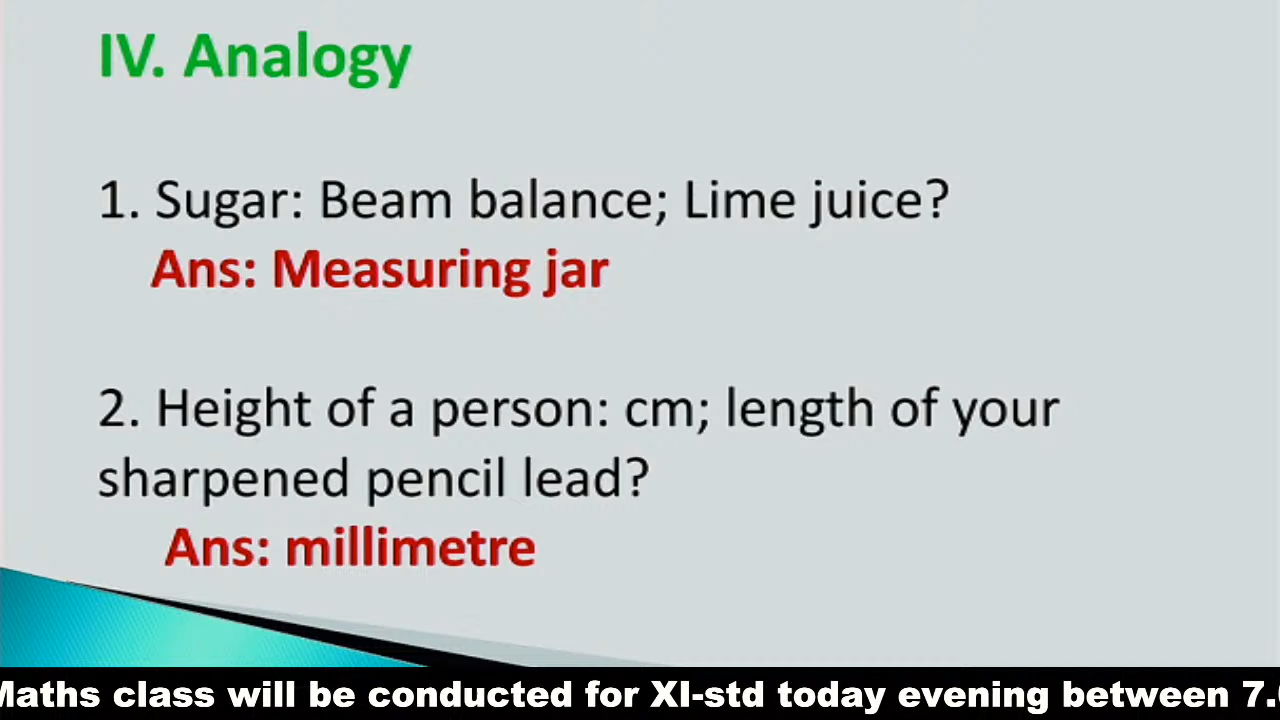 IV. Analogy
1. Sugar: Beam balance; Lime juice?
Ans: Measuring jar
2. Height of a person: cm; length of your
sharpened pencil lead?
Ans: millimetre
Maths class will be conducted for XI-std today evening between 7.